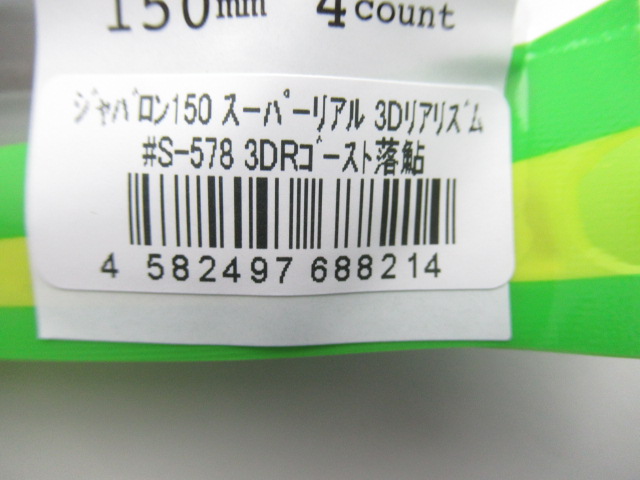 150mm 4count
ジャバロン150 スーパーリアル 3Dリアリズム
#S-578 3DRゴースト落鮎
4 582497 688214